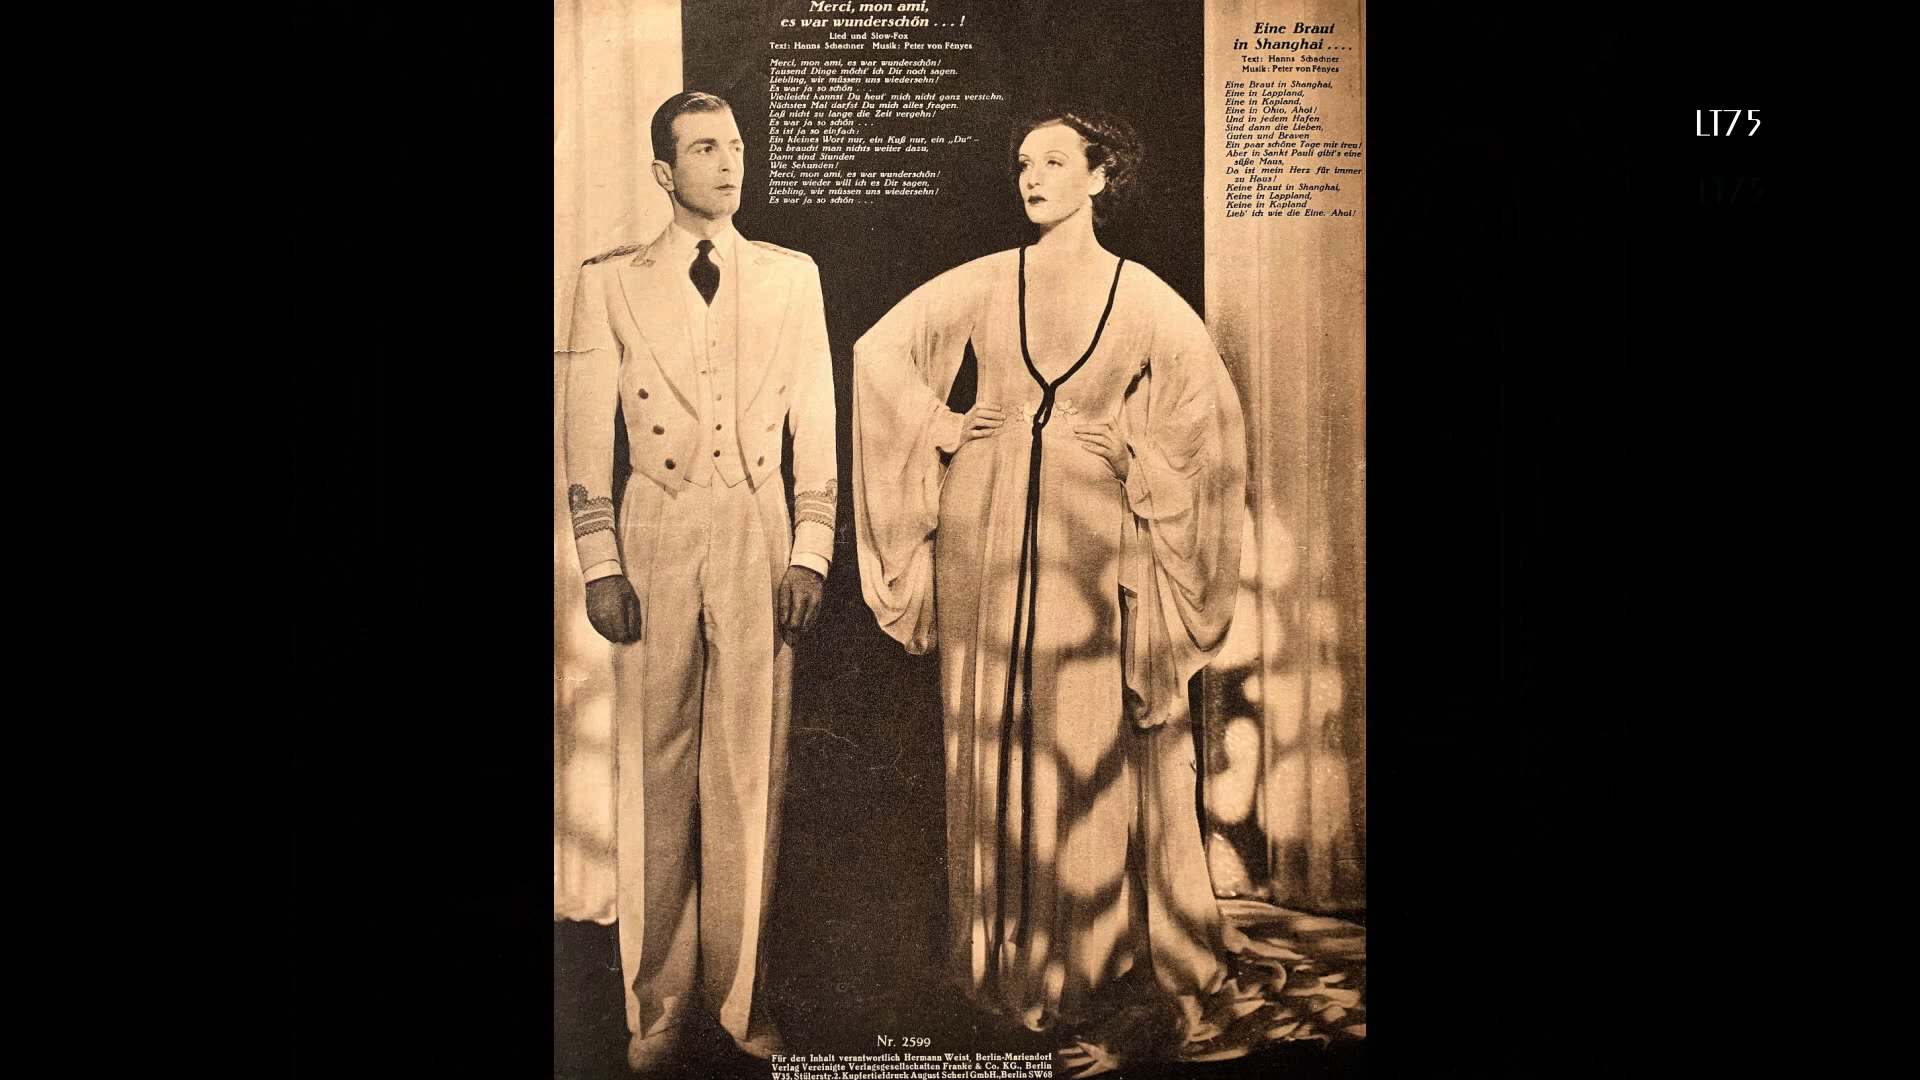 Merci, mon ami,
es war wunderschön . . . !
Lied und Slow-Fox
Text: Hanns Schachner Musik: Peter von Fényes
Merci, mon ami, es war wunderschön!
Tausend Dinge möcht' ich Dir noch sagen.
Liebling, wir müssen uns wiedersehn!
Es war ja so schön . . .
Vielleicht kannst Du heut' mich nicht ganz verstehn,
Nächstes Mal darfst Du mich alles fragen.
Laß nicht zu lange die Zeit vergehn!
Es war ja so schön . . .
Es ist ja so einfach:
Ein kleines Wort nur, ein Kuß nur, ein „Du“ –
Da braucht man nichts weiter dazu,
Dann sind Stunden
Wie Sekunden!
Merci, mon ami, es war wunderschön!
Immer wieder will ich es Dir sagen,
Liebling, wir müssen uns wiedersehn!
Es war ja so schön . . .
Eine Braut
in Shanghai . . . .
Text: Hanns Schachner
Musik: Peter von Fényes
Eine Braut in Shanghai,
Eine in Lappland,
Eine in Kapland,
Eine in Ohio, Ahoi!
Und in jedem Hafen
Sind dann die Lieben,
Guten und Braven
Ein paar schöne Tage mir treu!
Aber in Sankt Pauli gibt's eine
süße Maus,
Da ist mein Herz für immer
zu Haus!
Keine Braut in Shanghai,
Keine in Lappland,
Keine in Kapland
Lieb' ich wie die Eine. Ahoi!
LT75
LT75
Nr. 2599
Für den Inhalt verantwortlich Hermann Weist, Berlin-Mariendorf
Verlag Vereinigte Verlagsgesellschaften Franke & Co. KG., Berlin
W35, Stülerstr. 2. Kupfertiefdruck August Scherl GmbH., Berlin SW68